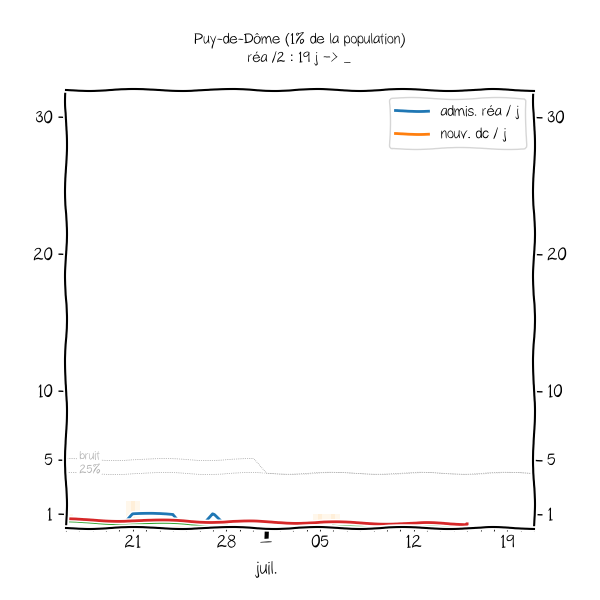 Puy-de-Dôme (1% de la population)
réa /2 : 19 j -> _
admis. réa / j
nouv. dc / j
30
30
20
20
10
10
bruit
5
5
25%
1
1
21
28
05
12
19
juil.